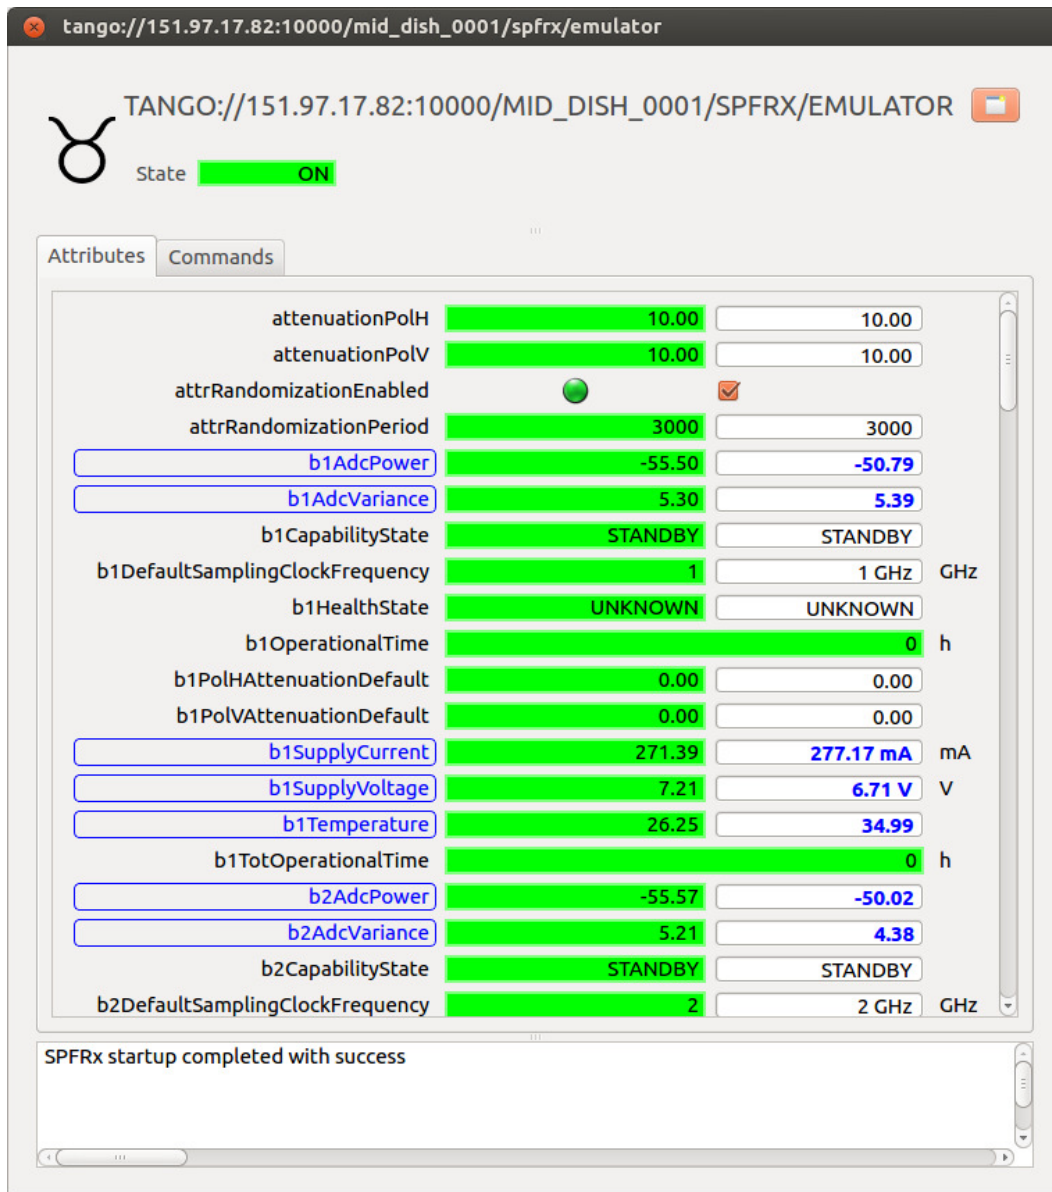 tango://151.97.17.82:10000/mid_dish_0001/spfrx/emulator
TANGO://151.97.17.82:10000/MID_DISH_0001/SPFRX/EMULATOR
State ON
Attributes Commands
attenuationPolH 10.00 10.00
attenuationPolV 10.00 10.00
attrRandomizationEnabled
attrRandomizationPeriod 3000 3000
b1AdcPower -55.50 -50.79
b1AdcVariance 5.30 5.39
b1CapabilityState STANDBY STANDBY
b1DefaultSamplingClockFrequency 1 1 GHz GHz
b1HealthState UNKNOWN UNKNOWN
b1OperationalTime 0 h
b1PolHAttenuationDefault 0.00 0.00
b1PolVAttenuationDefault 0.00 0.00
b1SupplyCurrent 271.39 277.17 mA mA
b1SupplyVoltage 7.21 6.71 V V
b1Temperature 26.25 34.99
b1TotOperationalTime 0 h
b2AdcPower -55.57 -50.02
b2AdcVariance 5.21 4.38
b2CapabilityState STANDBY STANDBY
b2DefaultSamplingClockFrequency 2 2 GHz GHz
SPFRx startup completed with success